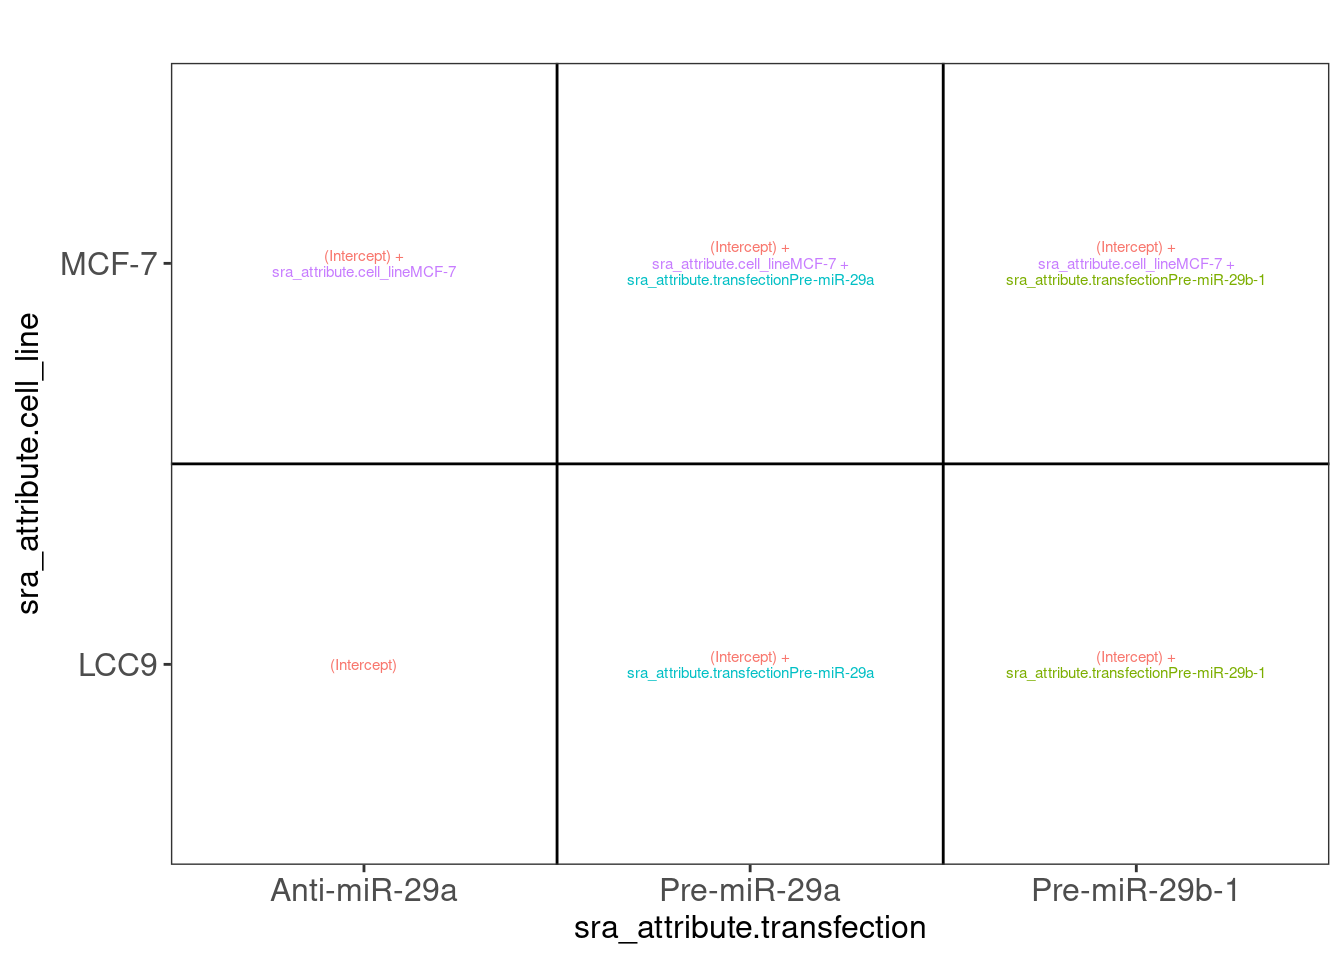 sra_attribute.cell_line
MCF-7
(Intercept) +
sra_attribute.cell_lineMCF-7
(Intercept) +
sra_attribute.cell_lineMCF-7 +
sra_attribute.transfectionPre-miR-29a
(Intercept) +
sra_attribute.cell_lineMCF-7 +
sra_attribute.transfectionPre-miR-29b-1
LCC9
(Intercept)
(Intercept) +
sra_attribute.transfectionPre-miR-29a
(Intercept) +
sra_attribute.transfectionPre-miR-29b-1
Anti-miR-29a
Pre-miR-29a
Pre-miR-29b-1
sra_attribute.transfection